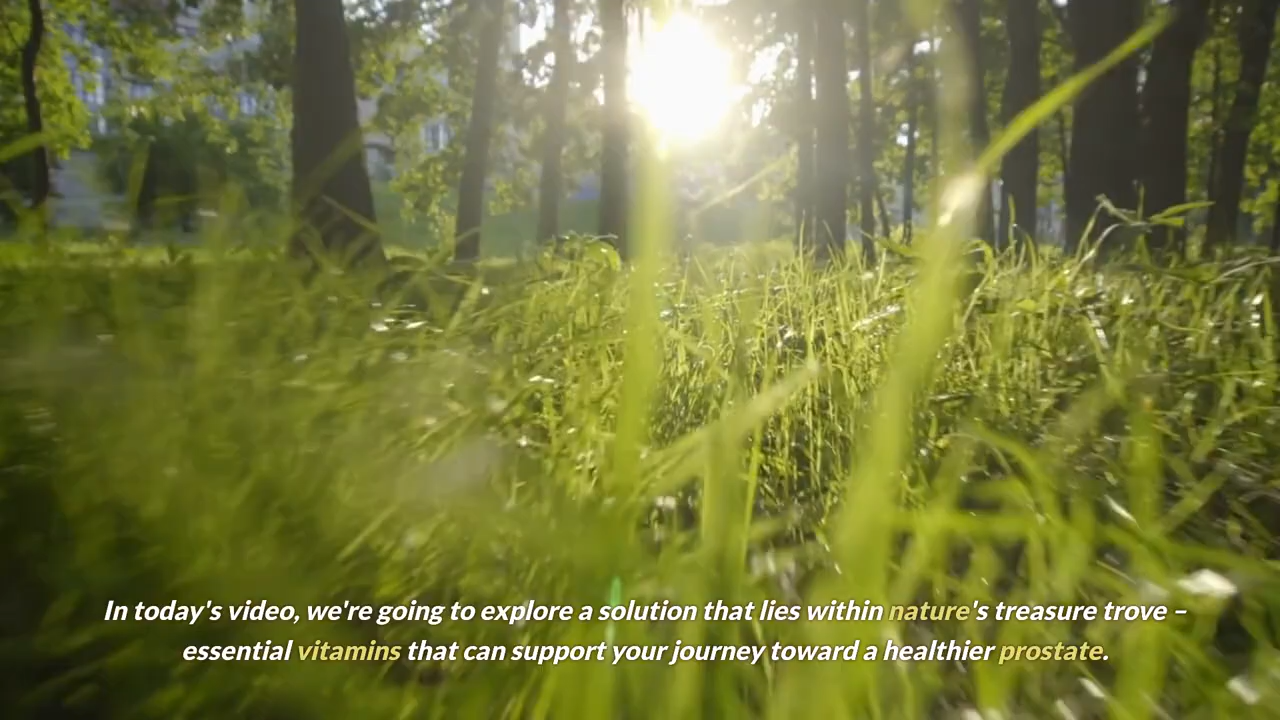 In today's video, we're going to explore a solution that lies within nature's treasure trove –
essential vitamins that can support your journey toward a healthier prostate.